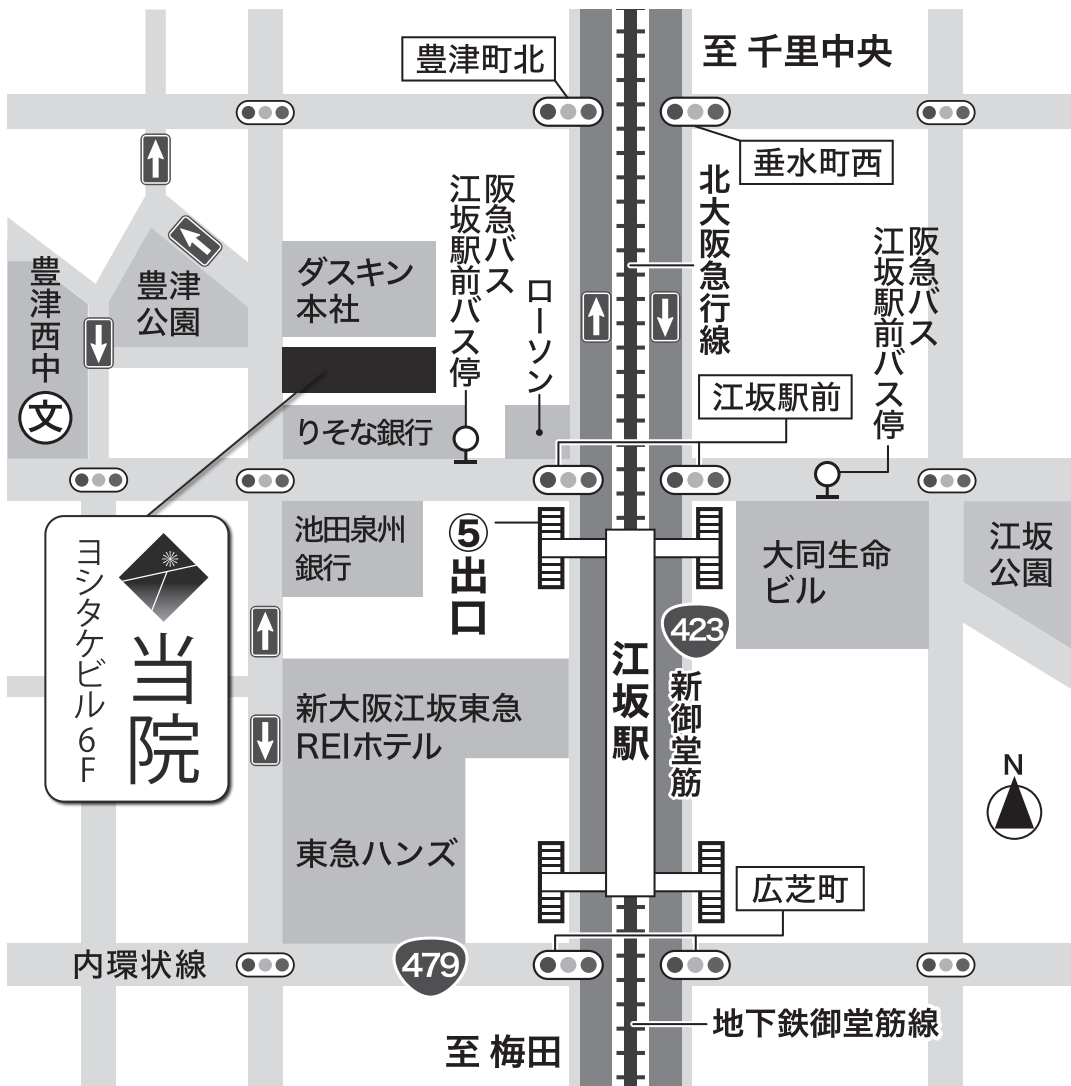 豊津町北
至 千里中央
垂水町西
北大阪急行線
阪急バス
江坂駅前バス停
阪急バス
江坂駅前バス停
豊津西中
文
豊津
公園
ダスキン
本社
ローソン
江坂駅前
りそな銀行
池田泉州
銀行
⑤出口
大同生命
ビル
江坂
公園
ヨシタケビル6F
当院
423
新御堂筋
江坂駅
新大阪江坂東急
REIホテル
N
東急ハンズ
広芝町
内環状線
479
地下鉄御堂筋線
至 梅田